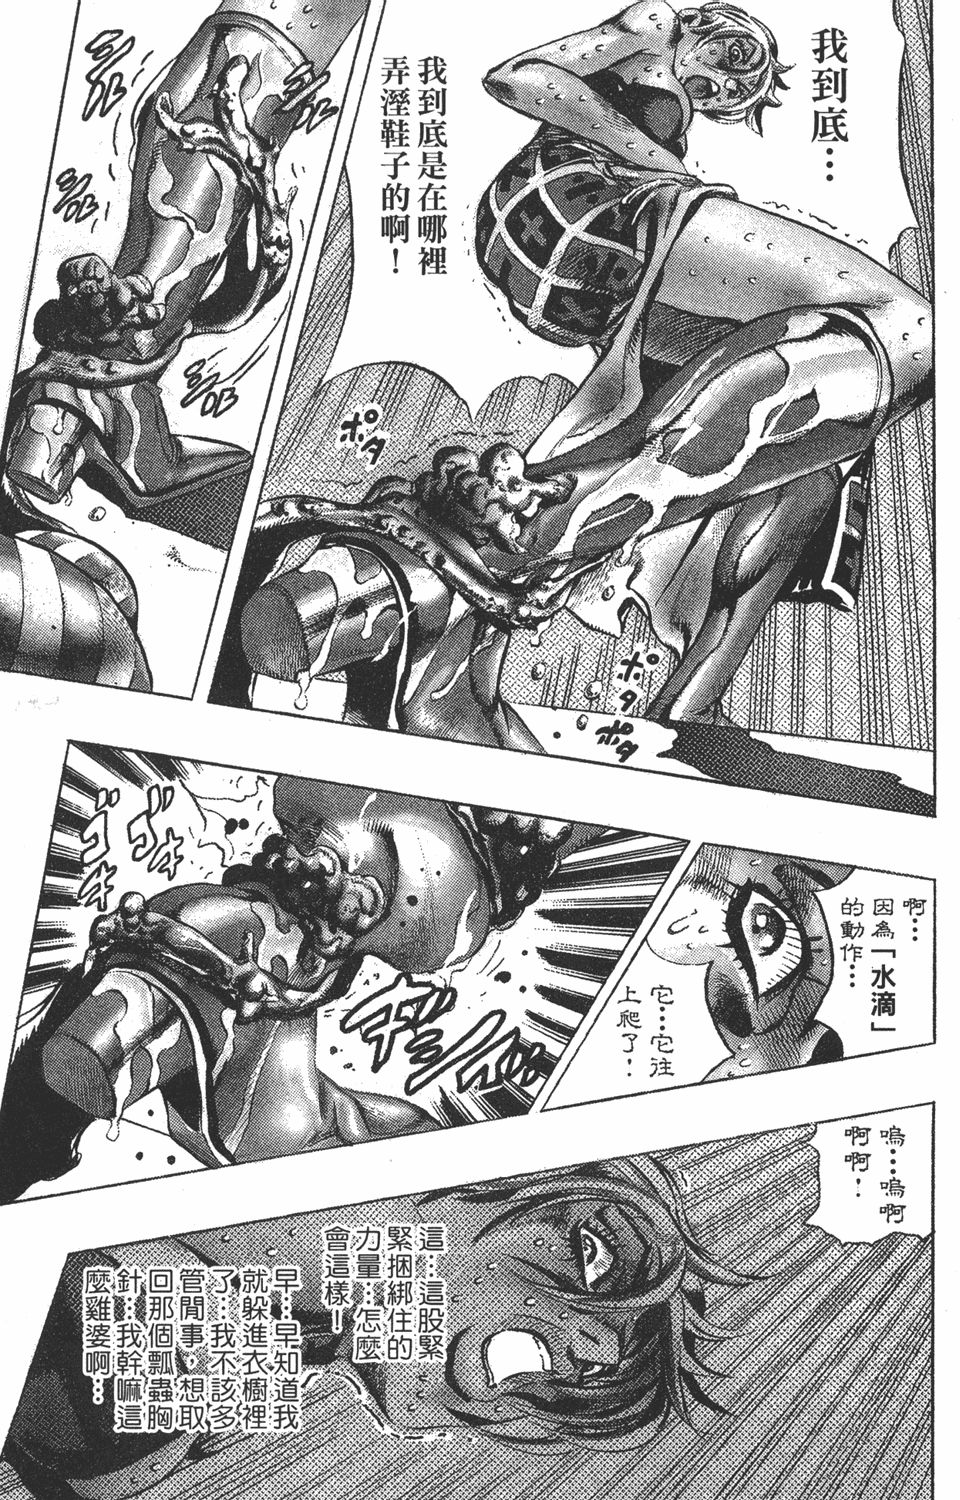 我到底…
我到底是在哪裡
弄溼鞋子的啊！
ポタ
ポタ
ポタ
啊…
因為「水滴」
的動作…
它…它往
上爬了！
ゴゴ
キキ
嗚…嗚啊
啊啊！
這…這股緊
緊捆綁住的
力量…怎麼
會這樣！
早…早知道我
就躲進衣櫥裡
了…我不該多
管閒事，想取
回那個瓢蟲胸
針…我幹嘛這
麼雞婆啊…